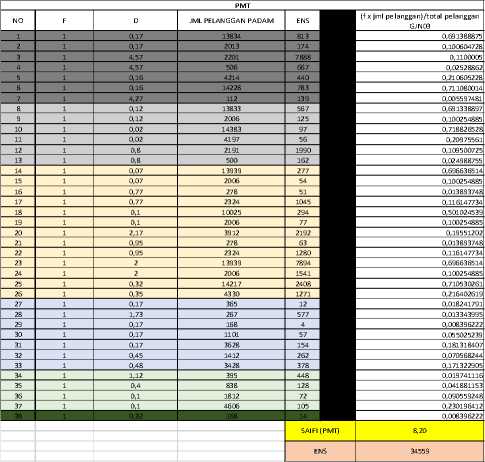 PMT
NO F D JML PELANGGAN PADAM ENS (f x jml pelanggan)/total pelanggan
1 1 0,17 13834 813 0,691388875
2 1 0,17 2013 174 0,100604728
3 1 4,57 2201 7888 0,1100005
4 1 4,57 506 667 0,02528862
5 1 0,16 4214 440 0,210605228
6 1 0,16 14228 783 0,711080014
7 1 4,27 112 139 0,005597481
8 1 0,12 13833 567 0,691338897
9 1 0,12 2006 125 0,100254885
10 1 0,02 14383 97 0,718826528
11 1 0,02 4197 56 0,20975561
12 1 0,8 2191 1990 0,109500725
13 1 0,8 500 162 0,024988755
14 1 0,07 13939 277 0,696636514
15 1 0,07 2006 54 0,100254885
16 1 0,77 278 51 0,013893748
17 1 0,77 2324 1045 0,116147734
18 1 0,1 10025 294 0,501024539
19 1 0,1 2006 77 0,100254885
20 1 2,17 3912 2192 0,19551202
21 1 0,95 278 63 0,013893748
22 1 0,95 2324 1280 0,116147734
23 1 2 13939 7894 0,696636514
24 1 2 2006 1541 0,100254885
25 1 0,32 14217 2408 0,710530261
26 1 0,35 4330 1271 0,216402619
27 1 0,17 365 12 0,018241791
28 1 1,73 267 577 0,013343995
29 1 0,17 168 4 0,008396222
30 1 0,17 1101 57 0,055025239
31 1 0,17 3628 154 0,181318407
32 1 0,45 1412 262 0,070568244
33 1 0,48 3428 378 0,171322905
34 1 1,12 395 448 0,019741116
35 1 0,4 838 128 0,041881153
36 1 0,1 1812 72 0,090559248
37 1 0,1 4606 105 0,230196412
38 1 168 0,008396222
SAIFI (PMT) 8,20
ENS 34559